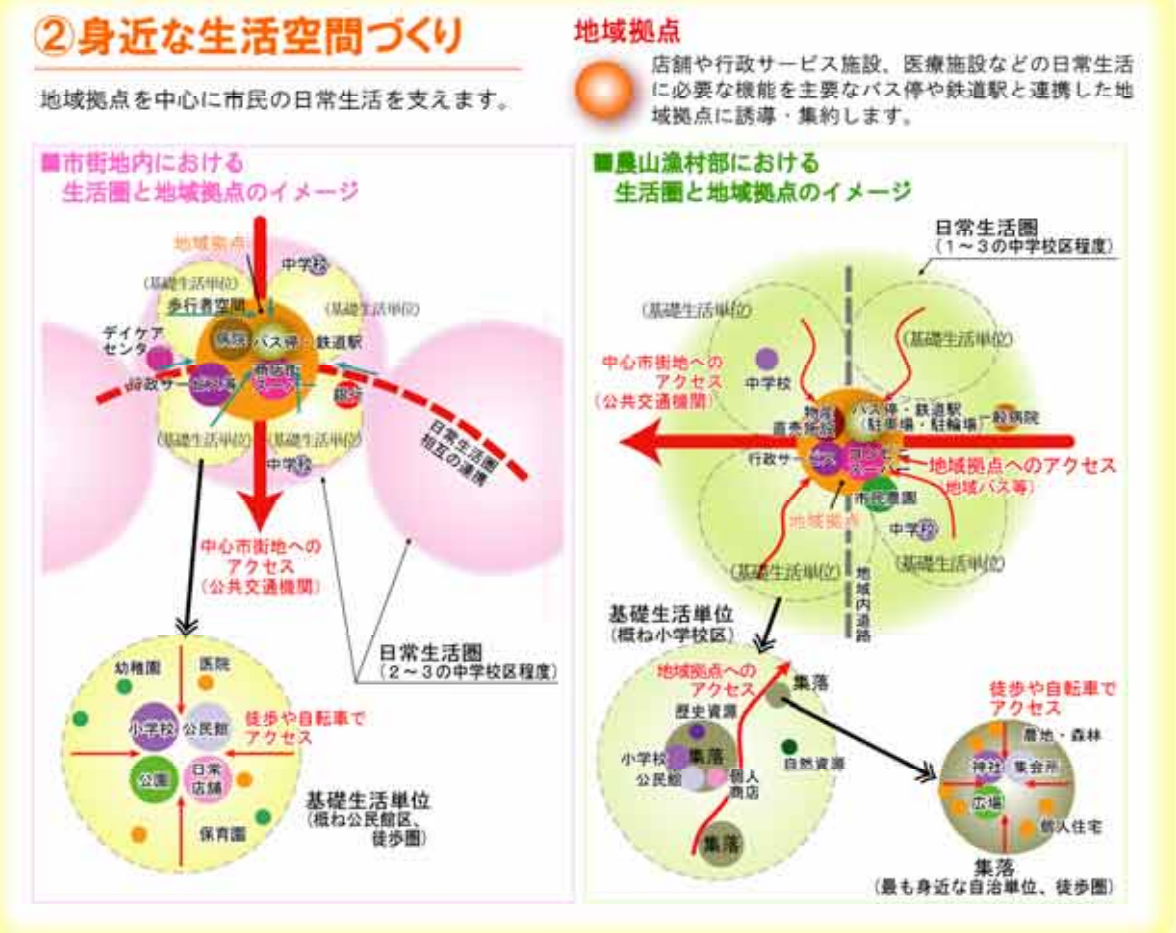 ②身近な生活空間づくり
地域拠点を中心に市民の日常生活を支えます。
地域拠点
店舗や行政サービス施設、医療施設などの日常生活
に必要な機能を主要なバス停や鉄道駅と連携した地
域拠点に誘導・集約します。
■市街地内における
生活圏と地域拠点のイメージ
地域拠点
中学校
(基礎生活単位)
歩行者空間
(基礎生活単位)
デイケア
センター
病院
バス停・鉄道駅
行政サービス等
商店街
スーパー
銀行
(基礎生活単位)
(基礎生活単位)
中学校
日常生活圏
相互の連携
中心市街地への
アクセス
(公共交通機関)
日常生活圏
(2～3の中学校区程度)
幼稚園
医院
小学校
公民館
徒歩や自転車で
アクセス
公園
日常
店舗
保育園
基礎生活単位
(概ね公民館区、
徒歩圏)
■農山漁村部における
生活圏と地域拠点のイメージ
日常生活圏
(1～3の中学校区程度)
(基礎生活単位)
(基礎生活単位)
中心市街地への
アクセス
(公共交通機関)
中学校
物産
直売施設
バス停・鉄道駅
(駐車場・駐輪場)
一般病院
行政サービス
スーパー
地域拠点へのアクセス
(地域バス等)
市民農園
地域拠点
中学校
(基礎生活単位)
(基礎生活単位)
地域内道路
基礎生活単位
(概ね小学校区)
地域拠点への
アクセス
集落
歴史資源
小学校
集落
公民館
個人
商店
自然資源
集落
徒歩や自転車で
アクセス
農地・森林
神社
集会所
広場
個人住宅
集落
(最も身近な自治単位、徒歩圏)